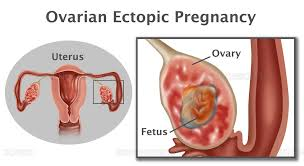 Ovarian Ectopic Pregnancy
Uterus
Ovary
Fetus